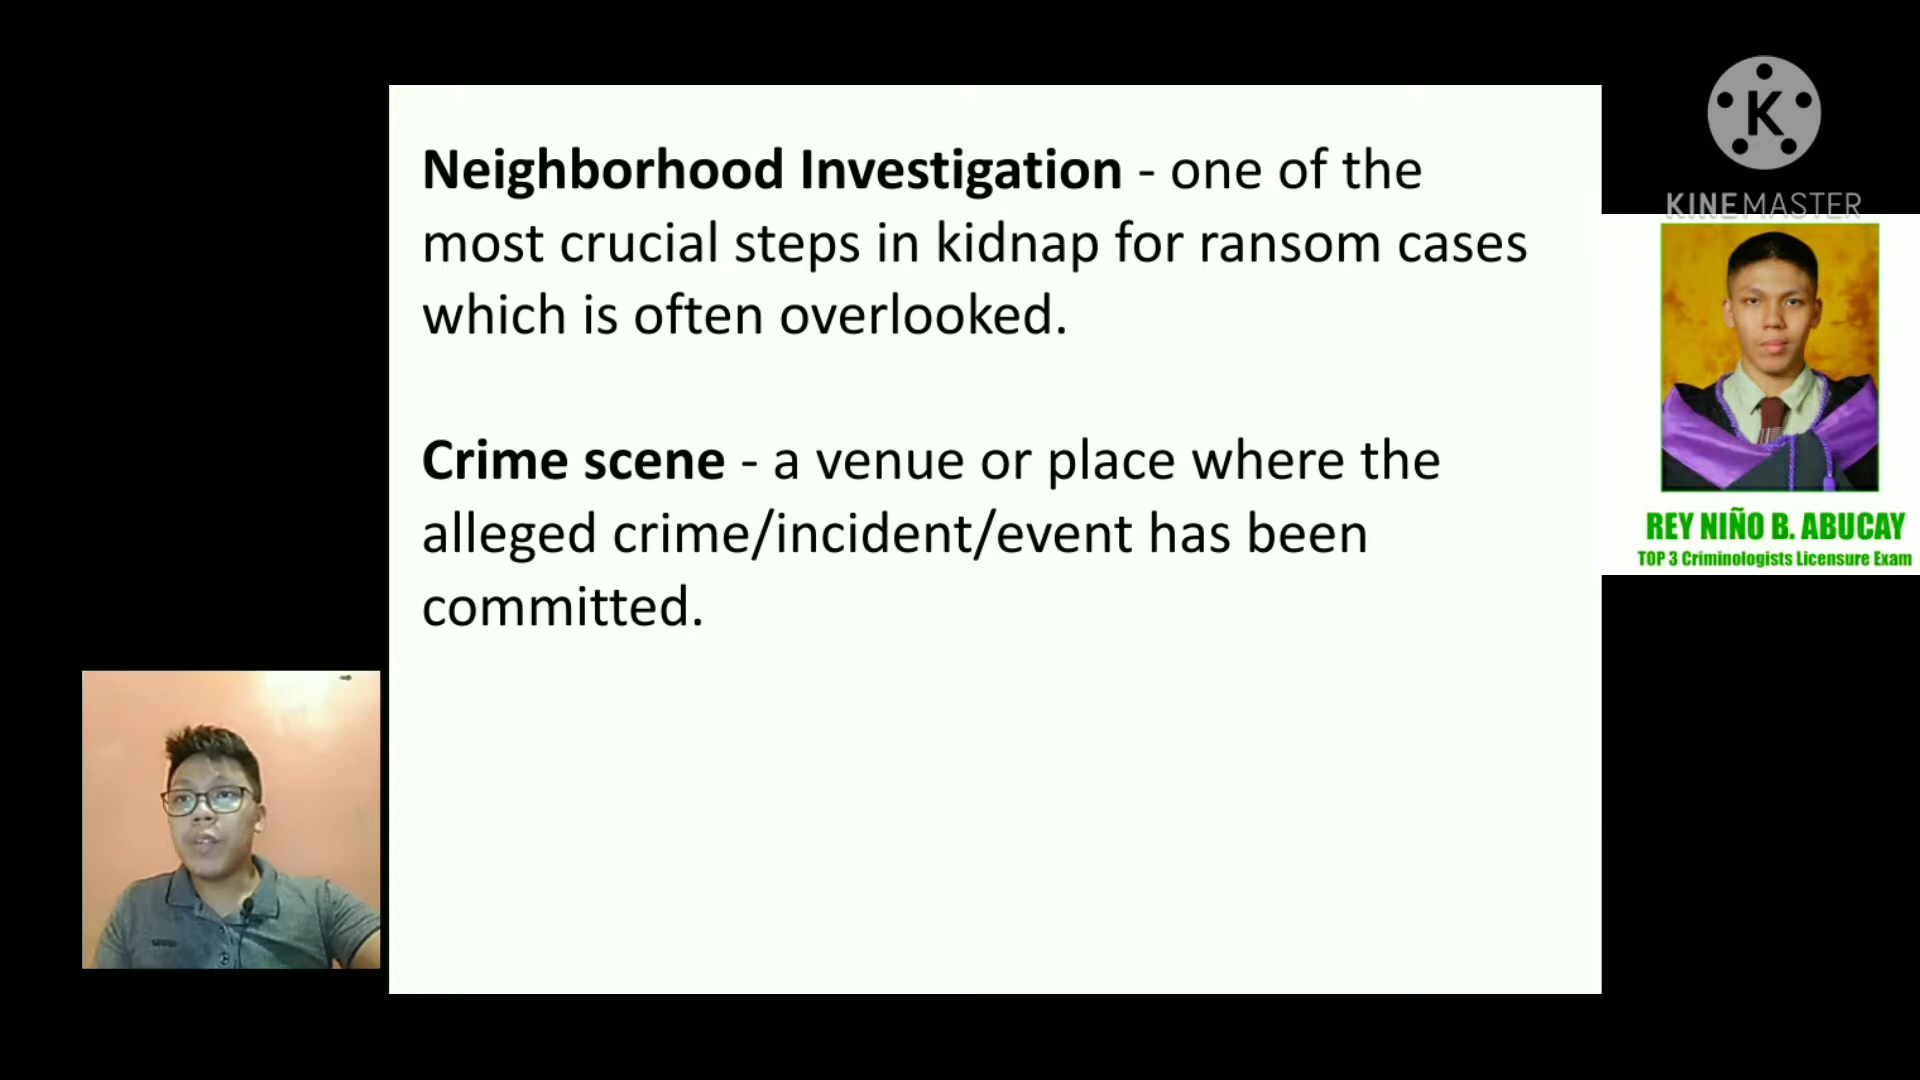 Neighborhood Investigation - one of the
most crucial steps in kidnap for ransom cases
which is often overlooked.
Crime scene - a venue or place where the
alleged crime/incident/event has been
committed.
K
KINEMASTER
REY NIÑO B. ABUCAY
TOP 3 Criminologists Licensure Exam